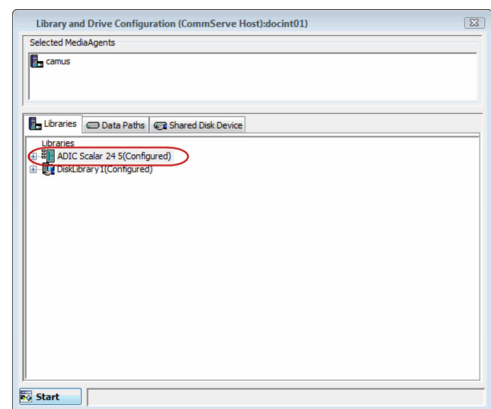 Library and Drive Configuration (CommServe Host):docint01)
Selected MediaAgents
camus
Libraries Data Paths Shared Disk Device
Libraries
ADIC Scalar 24 5(Configured)
DiskLibrary1(Configured)
Start